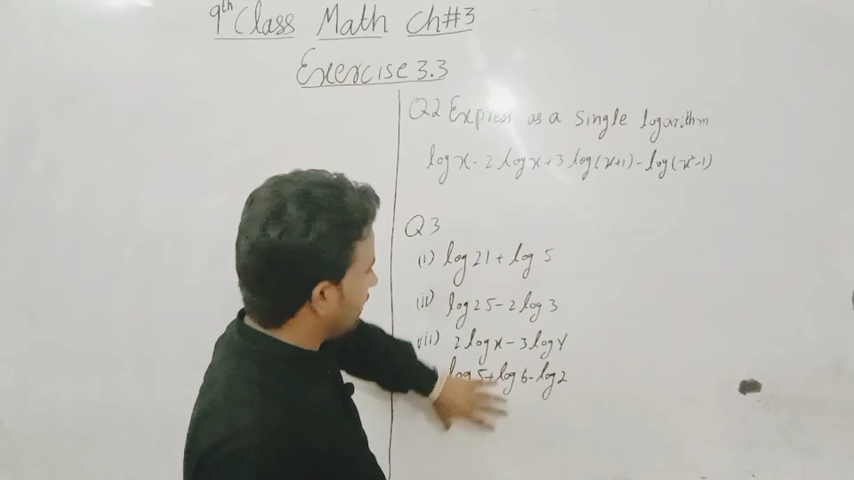 9th Class Math Ch#3
Exercise 3.3
Q2 Express as a single logarithm
log x - 2 log x + 3 log (x+1) - log (x²-1)
Q3
(i) log 21 + log 5
(ii) log 25 - 2 log 3
(iii) 2 log x - 3 log Y
log 5 + log 6 - log 2